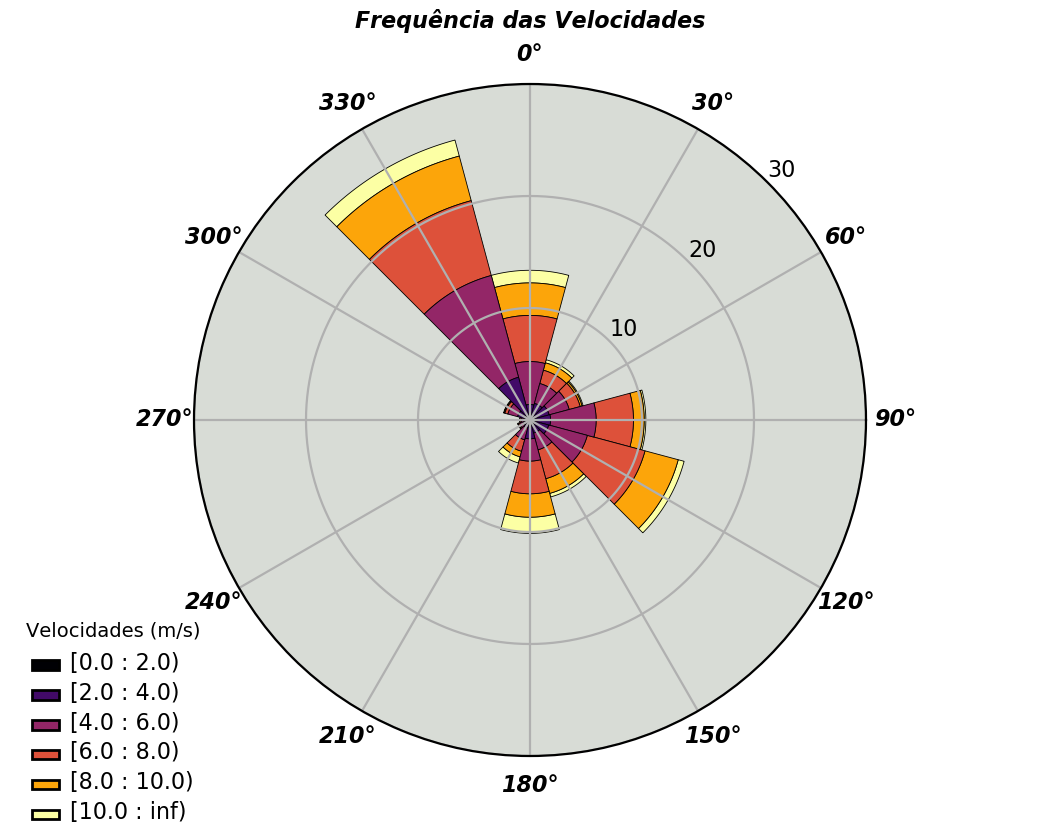 Frequência das Velocidades
0°
330°
30°
30
300°
60°
20
10
270°
90°
240°
120°
Velocidades (m/s)
[0.0 : 2.0)
[2.0 : 4.0)
[4.0 : 6.0)
210°
150°
[6.0 : 8.0)
[8.0 : 10.0)
180°
[10.0 : inf)